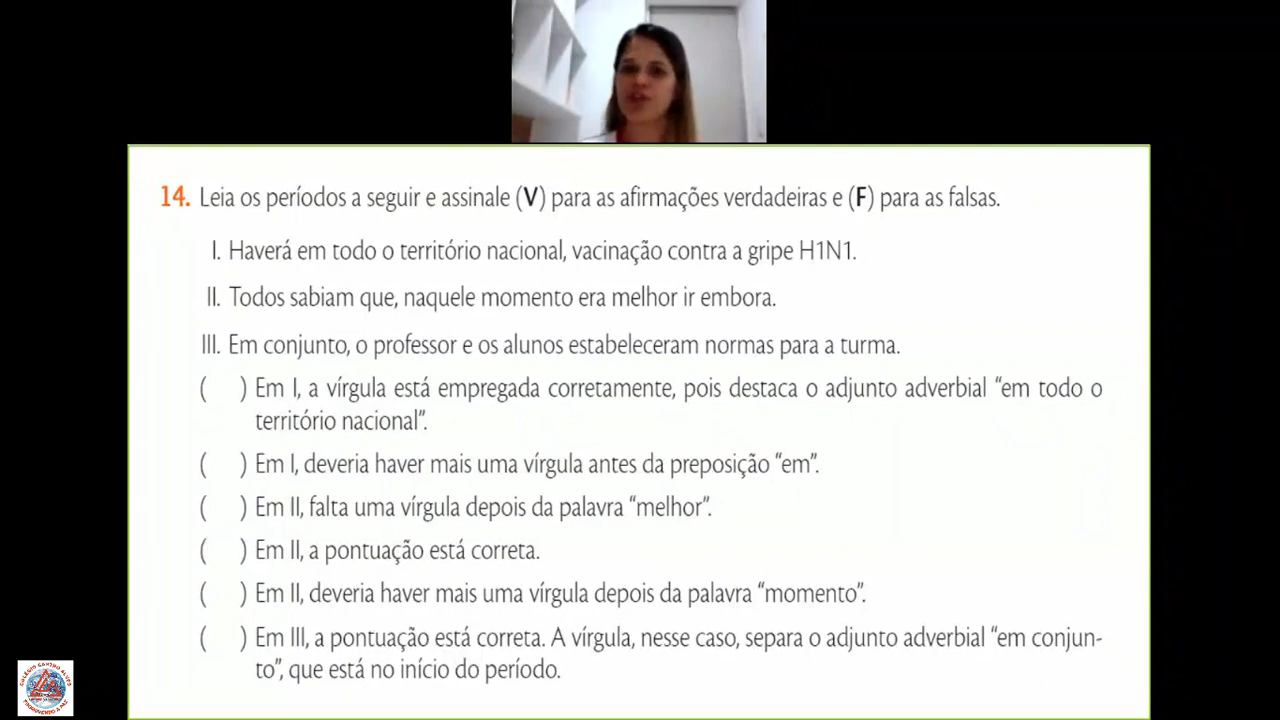 14. Leia os períodos a seguir e assinale (V) para as afirmações verdadeiras e (F) para as falsas.
I. Haverá em todo o território nacional, vacinação contra a gripe H1N1.
II. Todos sabiam que, naquele momento era melhor ir embora.
III. Em conjunto, o professor e os alunos estabeleceram normas para a turma.
( ) Em I, a vírgula está empregada corretamente, pois destaca o adjunto adverbial “em todo o
território nacional”.
( ) Em I, deveria haver mais uma vírgula antes da preposição “em”.
( ) Em II, falta uma vírgula depois da palavra “melhor”.
( ) Em II, a pontuação está correta.
( ) Em II, deveria haver mais uma vírgula depois da palavra “momento”.
( ) Em III, a pontuação está correta. A vírgula, nesse caso, separa o adjunto adverbial “em conjun-
to”, que está no início do período.